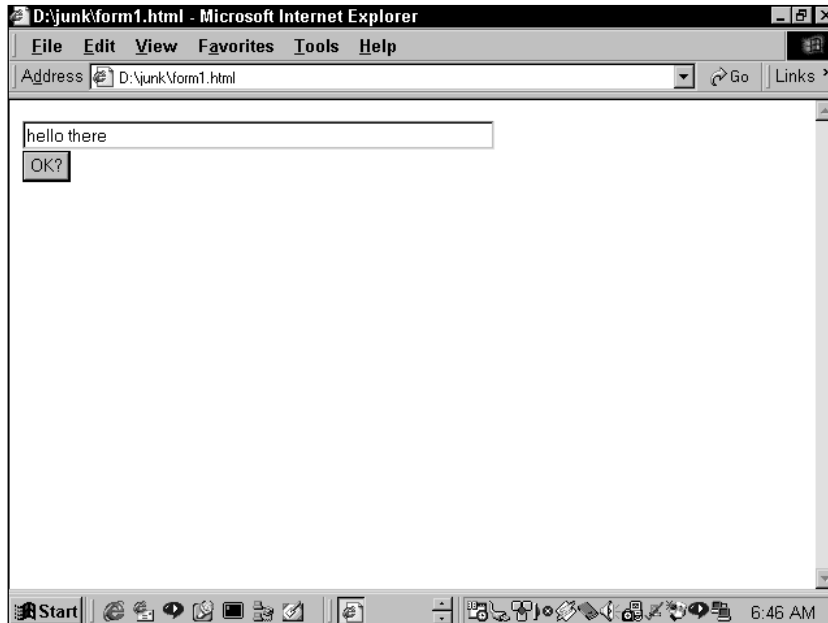 D:\junk\form1.html - Microsoft Internet Explorer
File Edit View Favorites Tools Help
Address D:\junk\form1.html Go Links
hello there
OK?
Start 6:46 AM